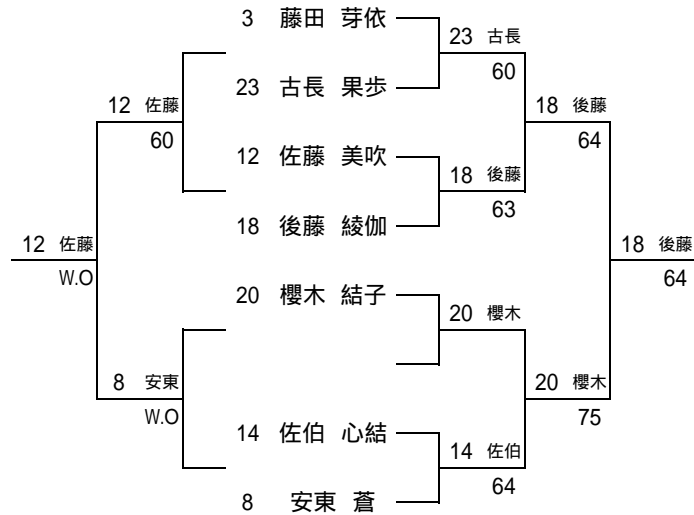 3 藤田 芽依
23 古長
23 古長 果歩
60
12 佐藤
18 後藤
60
64
12 佐藤 美吹
18 後藤
18 後藤 綾伽
63
12 佐藤
18 後藤
W.O
64
20 櫻木 結子
20 櫻木
8 安東
20 櫻木
W.O
75
14 佐伯 心結
14 佐伯
8 安東 蒼
64